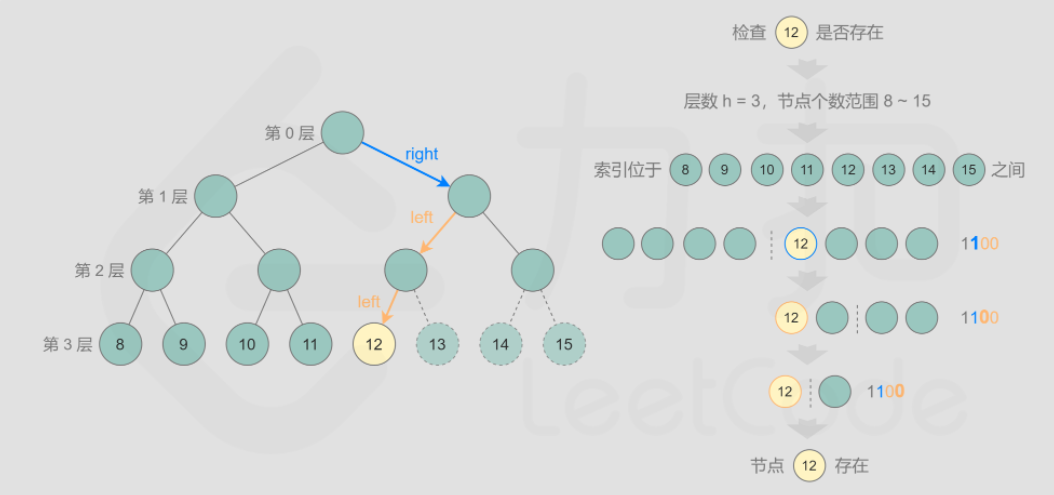 检查 12 是否存在
层数 h = 3，节点个数范围 8 ~ 15
索引位于 8 9 10 11 12 13 14 15 之间
12 1100
12 1100
12 1100
节点 12 存在
第 0 层
right
第 1 层
left
第 2 层
left
第 3 层 8 9 10 11 12 13 14 15
力扣
LeetCode